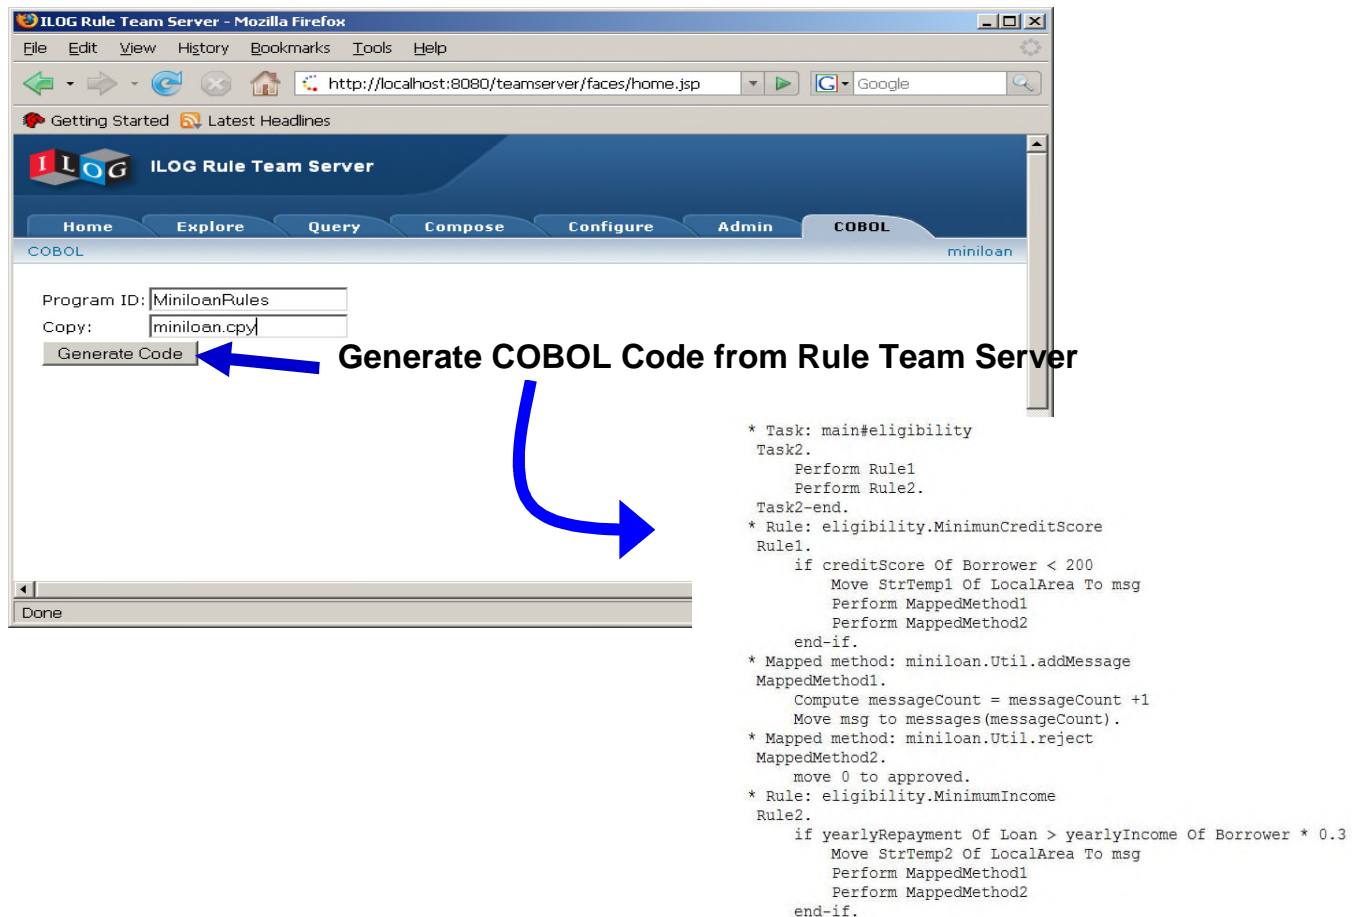 ILOG Rule Team Server - Mozilla Firefox
File Edit View History Bookmarks Tools Help
http://localhost:8080/teamserver/faces/home.jsp G Google
Getting Started Latest Headlines
ILOG ILOG Rule Team Server
Home Explore Query Compose Configure Admin COBOL
COBOL miniloan
Program ID: MiniloanRules
Copy: miniloan.cpy
Generate Code
Generate COBOL Code from Rule Team Server
* Task: main#eligibility
Task2.
Perform Rule1
Perform Rule2.
Task2-end.
* Rule: eligibility.MinimunCreditScore
Rule1.
if creditScore Of Borrower < 200
Move StrTemp1 Of LocalArea To msg
Perform MappedMethod1
Perform MappedMethod2
end-if.
* Mapped method: miniloan.Util.addMessage
MappedMethod1.
Compute messageCount = messageCount +1
Move msg to messages(messageCount).
* Mapped method: miniloan.Util.reject
MappedMethod2.
move 0 to approved.
* Rule: eligibility.MinimumIncome
Rule2.
if yearlyRepayment Of Loan > yearlyIncome Of Borrower * 0.3
Move StrTemp2 Of LocalArea To msg
Perform MappedMethod1
Perform MappedMethod2
end-if.
Done